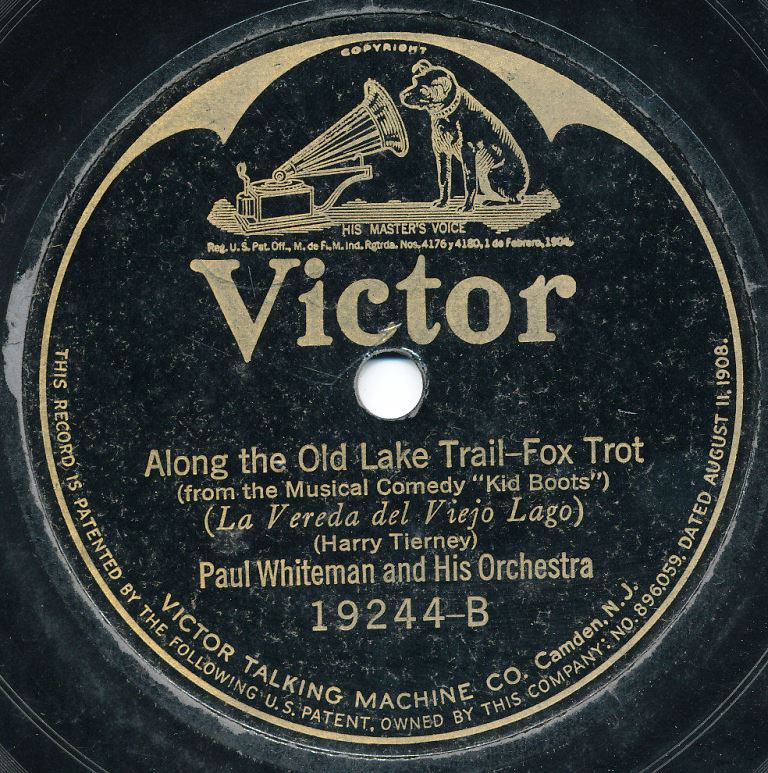 COPYRIGHT
HIS MASTER'S VOICE
Reg. U.S. Pat. Off., M. de F., M. Ind. Rgtrda. Nos. 4176 y 4180, 1 de Febrero, 1904.
Victor
Along the Old Lake Trail–Fox Trot
(from the Musical Comedy "Kid Boots")
(La Vereda del Viejo Lago)
(Harry Tierney)
Paul Whiteman and His Orchestra
19244–B
VICTOR TALKING MACHINE CO. Camden, N.J.
THIS RECORD IS PATENTED BY THE FOLLOWING U.S. PATENT, OWNED BY THIS COMPANY: NO. 896,059, DATED AUGUST 11, 1908.